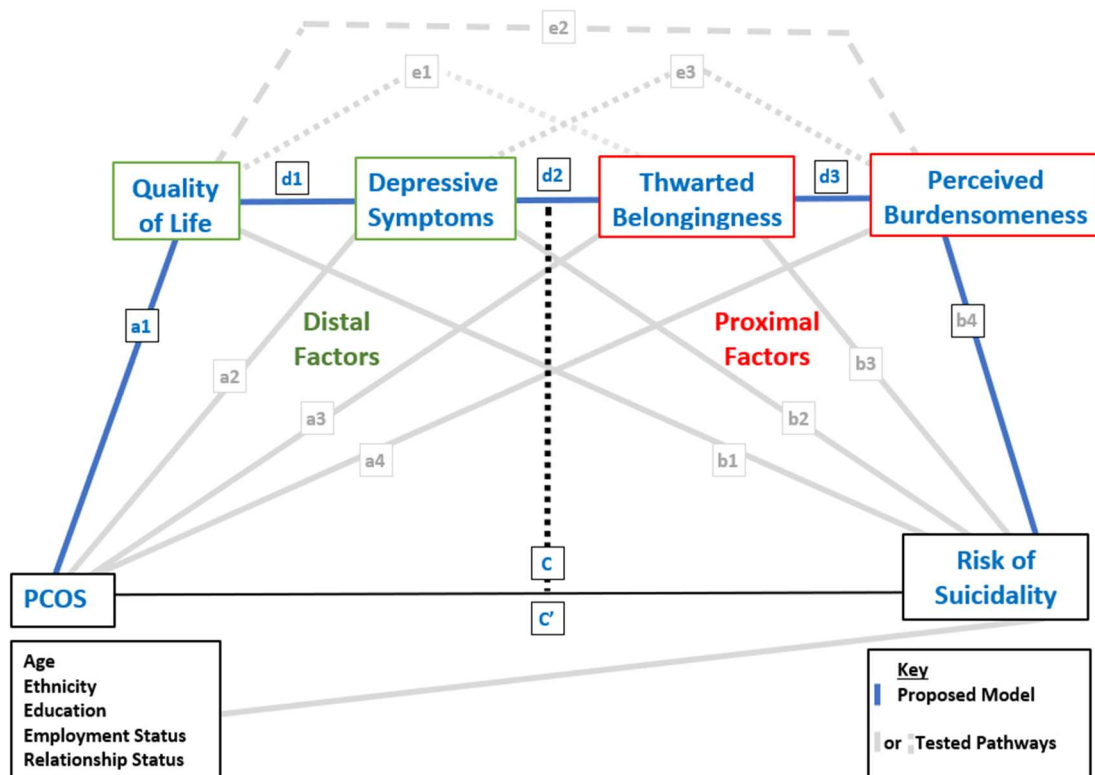 e2
e1
e3
d1
d2
d3
Quality
of Life
Depressive
Symptoms
Thwarted
Belongingness
Perceived
Burdensomeness
a1
Distal
Factors
Proximal
Factors
b4
a2
b3
a3
b2
a4
b1
C
C'
PCOS
Risk of
Suicidality
Age
Ethnicity
Education
Employment Status
Relationship Status
Key
Proposed Model
or Tested Pathways